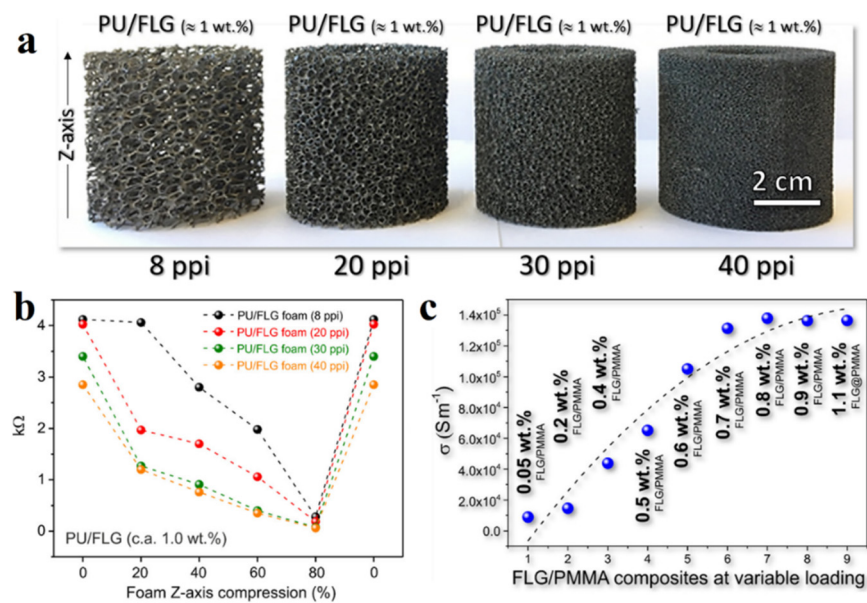 a
PU/FLG (≈ 1 wt.%) PU/FLG (≈ 1 wt.%) PU/FLG (≈ 1 wt.%) PU/FLG (≈ 1 wt.%)
Z-axis
2 cm
8 ppi 20 ppi 30 ppi 40 ppi
b
PU/FLG foam (8 ppi)
PU/FLG foam (20 ppi)
PU/FLG foam (30 ppi)
PU/FLG foam (40 ppi)
4
3
2
1
0
kΩ
PU/FLG (c.a. 1.0 wt.%)
0 20 40 60 80 0
Foam Z-axis compression (%)
c
1.4x10⁵
1.2x10⁵
1.0x10⁵
8.0x10⁴
6.0x10⁴
4.0x10⁴
2.0x10⁴
0.0
σ (Sm⁻¹)
0.05 wt.%
FLG/PMMA
0.2 wt.%
FLG/PMMA
0.4 wt.%
FLG/PMMA
0.5 wt.%
FLG/PMMA
0.6 wt.%
FLG/PMMA
0.7 wt.%
FLG/PMMA
0.8 wt.%
FLG/PMMA
0.9 wt.%
FLG/PMMA
1.1 wt.%
FLG@PMMA
1 2 3 4 5 6 7 8 9
FLG/PMMA composites at variable loading